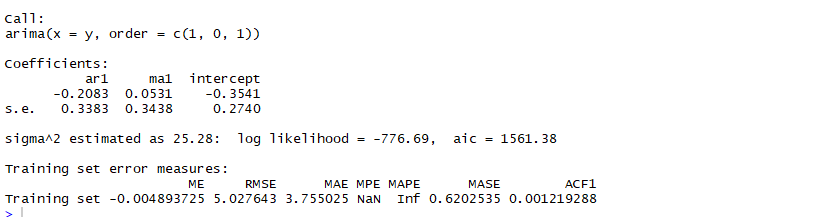 Call:
arima(x = y, order = c(1, 0, 1))
Coefficients:
ar1 ma1 intercept
-0.2083 0.0531 -0.3541
s.e. 0.3383 0.3438 0.2740
sigma^2 estimated as 25.28: log likelihood = -776.69, aic = 1561.38
Training set error measures:
ME RMSE MAE MPE MAPE MASE ACF1
Training set -0.004893725 5.027643 3.755025 NaN Inf 0.6202535 0.001219288
>